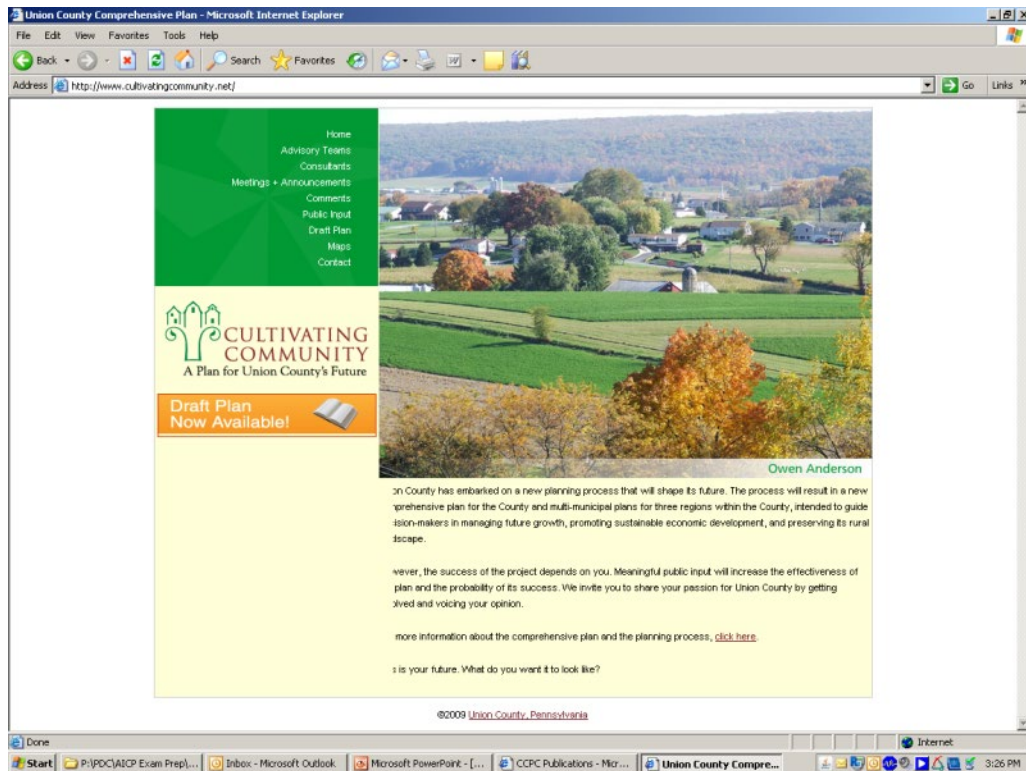 Union County Comprehensive Plan - Microsoft Internet Explorer
File Edit View Favorites Tools Help
Back Search Favorites
Address http://www.cultivatingcommunity.net/ Go Links »
Home
Advisory Teams
Consultants
Meetings + Announcements
Comments
Public Input
Draft Plan
Maps
Contact
CULTIVATING
COMMUNITY
A Plan for Union County's Future
Draft Plan
Now Available!
Owen Anderson
on County has embarked on a new planning process that will shape its future. The process will result in a new
prehensive plan for the County and multi-municipal plans for three regions within the County, intended to guide
ision-makers in managing future growth, promoting sustainable economic development, and preserving its rural
dscape.
wever, the success of the project depends on you. Meaningful public input will increase the effectiveness of
plan and the probability of its success. We invite you to share your passion for Union County by getting
olved and voicing your opinion.
more information about the comprehensive plan and the planning process, click here.
s is your future. What do you want it to look like?
©2009 Union County, Pennsylvania
Done Internet
Start P:\PDC\AICP Exam Prep\... Inbox - Microsoft Outlook Microsoft PowerPoint - [... CCPC Publications - Micr... Union County Compre... 3:26 PM